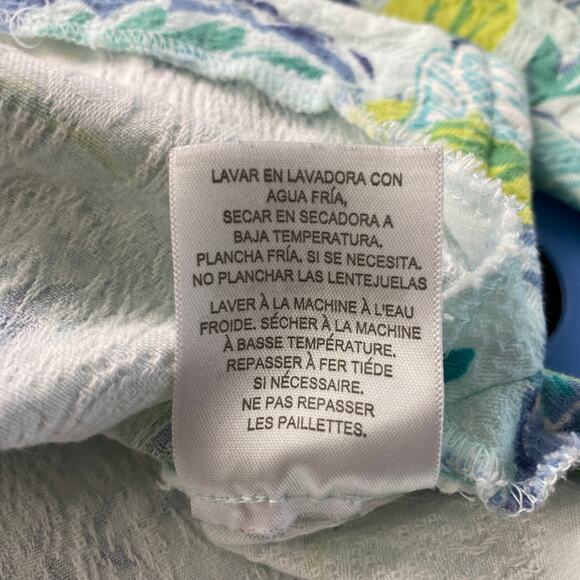 LAVAR EN LAVADORA CON
AGUA FRÍA,
SECAR EN SECADORA A
BAJA TEMPERATURA.
PLANCHA FRÍA. SI SE NECESITA.
NO PLANCHAR LAS LENTEJUELAS
LAVER À LA MACHINE À L'EAU
FROIDE. SÉCHER À LA MACHINE
À BASSE TEMPÉRATURE.
REPASSER À FER TIÉDE
SI NÉCESSAIRE.
NE PAS REPASSER
LES PAILLETTES.